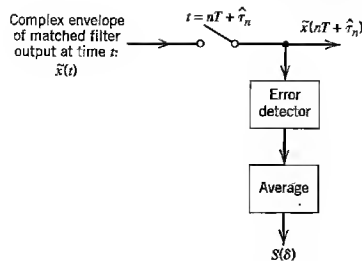 Complex envelope
of matched filter
output at time t:
x̃(t)
t = nT + τ̂ₙ
x̃(nT + τ̂ₙ)
Error
detector
Average
S(δ)